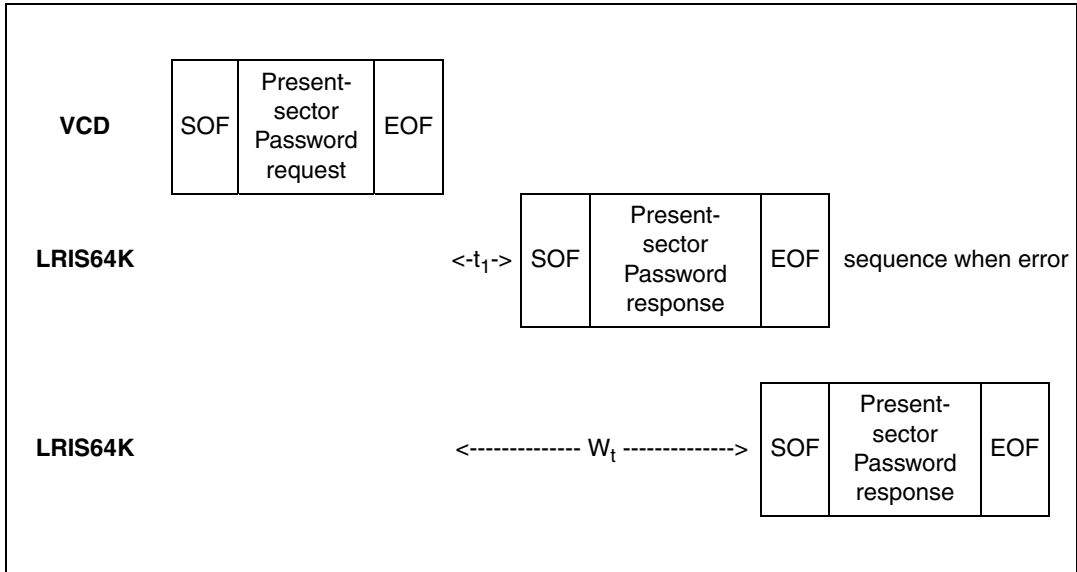 VCD
SOF
Present-
sector
Password
request
EOF
LRIS64K
<-t1->
SOF
Present-
sector
Password
response
EOF
sequence when error
LRIS64K
<-------------- Wt -------------->
SOF
Present-
sector
Password
response
EOF